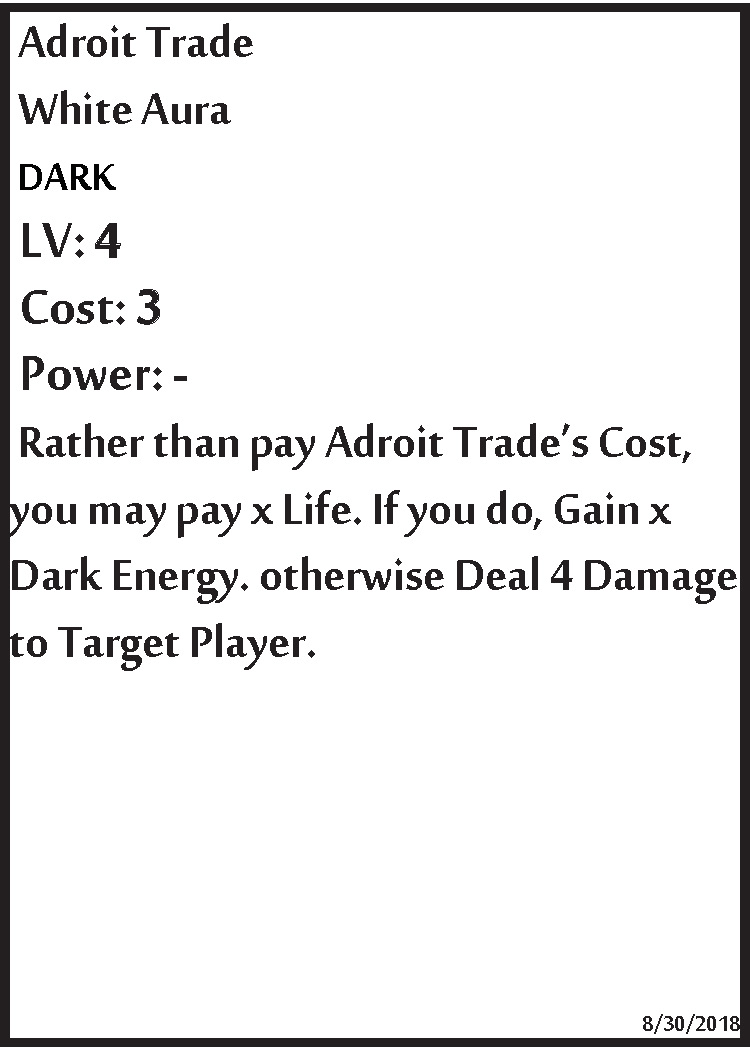 Adroit Trade
White Aura
DARK
LV: 4
Cost: 3
Power: -
Rather than pay Adroit Trade’s Cost,
you may pay x Life. If you do, Gain x
Dark Energy. otherwise Deal 4 Damage
to Target Player.
8/30/2018